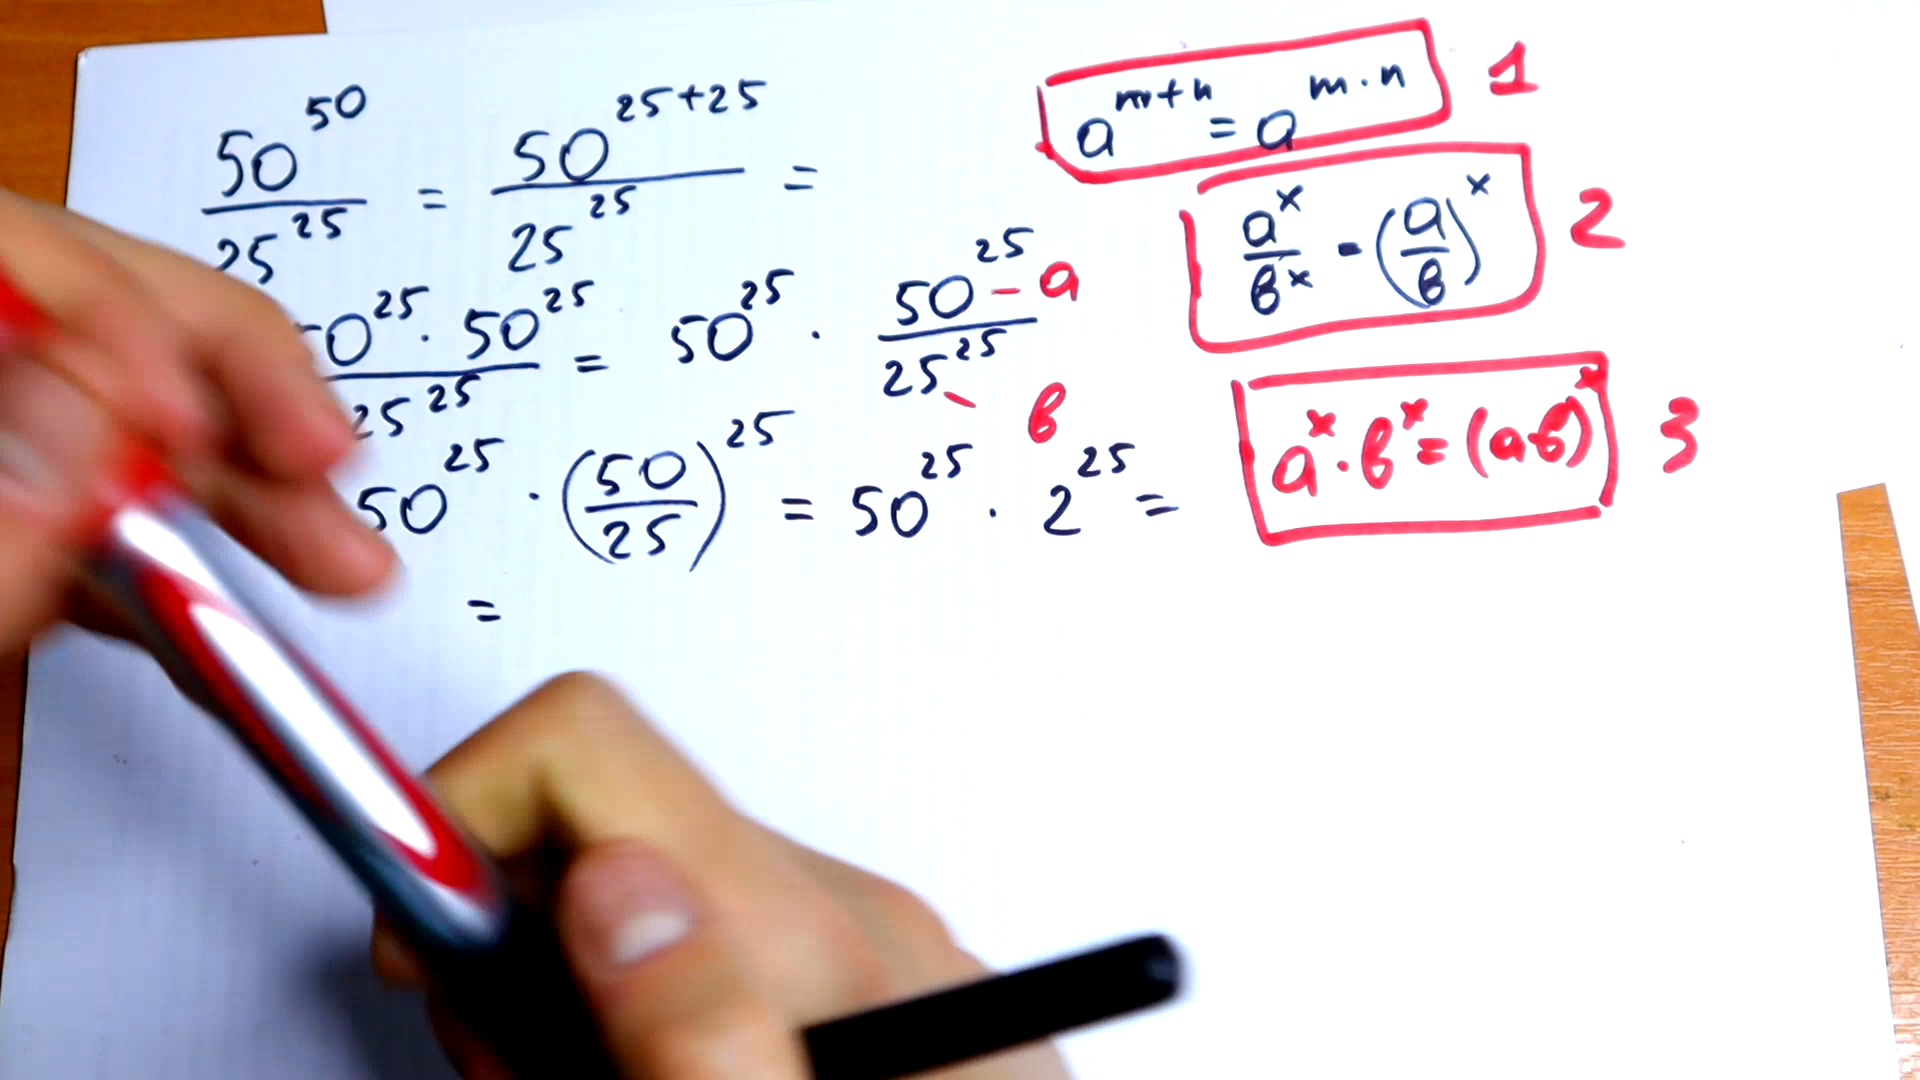 50^50 / 25^25 = 50^(25+25) / 25^25 =
0^25 · 50^25 / 25^25 = 50^25 · 50^25 / 25^25 - a \ в
50^25 · (50/25)^25 = 50^25 · 2^25 =
=
a^(m+n) = a^(m·n) 1
a^x / в^x = (a/в)^x 2
a^x · в^x = (a·в)^x 3